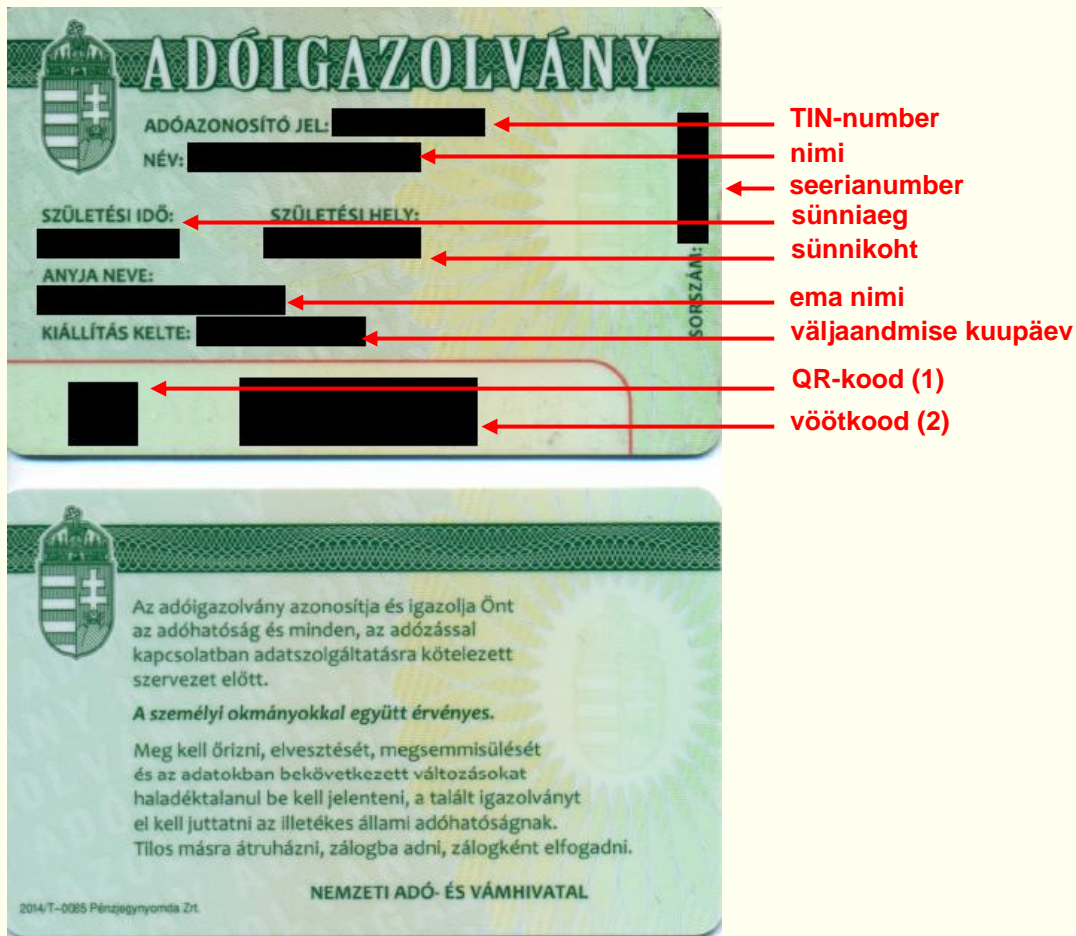 ADÓIGAZOLVÁNY
ADÓAZONOSÍTÓ JEL:
TIN-number
NÉV:
nimi
seerianumber
SZÜLETÉSI IDŐ: SZÜLETÉSI HELY:
sünniaeg
sünnikoht
SORSZÁM:
ANYJA NEVE:
ema nimi
KIÁLLÍTÁS KELTE:
väljaandmise kuupäev
QR-kood (1)
vöötkood (2)
Az adóigazolvány azonosítja és igazolja Önt
az adóhatóság és minden, az adózással
kapcsolatban adatszolgáltatásra kötelezett
szervezet előtt.
A személyi okmányokkal együtt érvényes.
Meg kell őrizni, elvesztését, megsemmisülését
és az adatokban bekövetkezett változásokat
haladéktalanul be kell jelenteni, a talált igazolványt
el kell juttatni az illetékes állami adóhatóságnak.
Tilos másra átruházni, zálogba adni, zálogként elfogadni.
NEMZETI ADÓ- ÉS VÁMHIVATAL
2014/T-0085 Pénzjegynyomda Zrt.